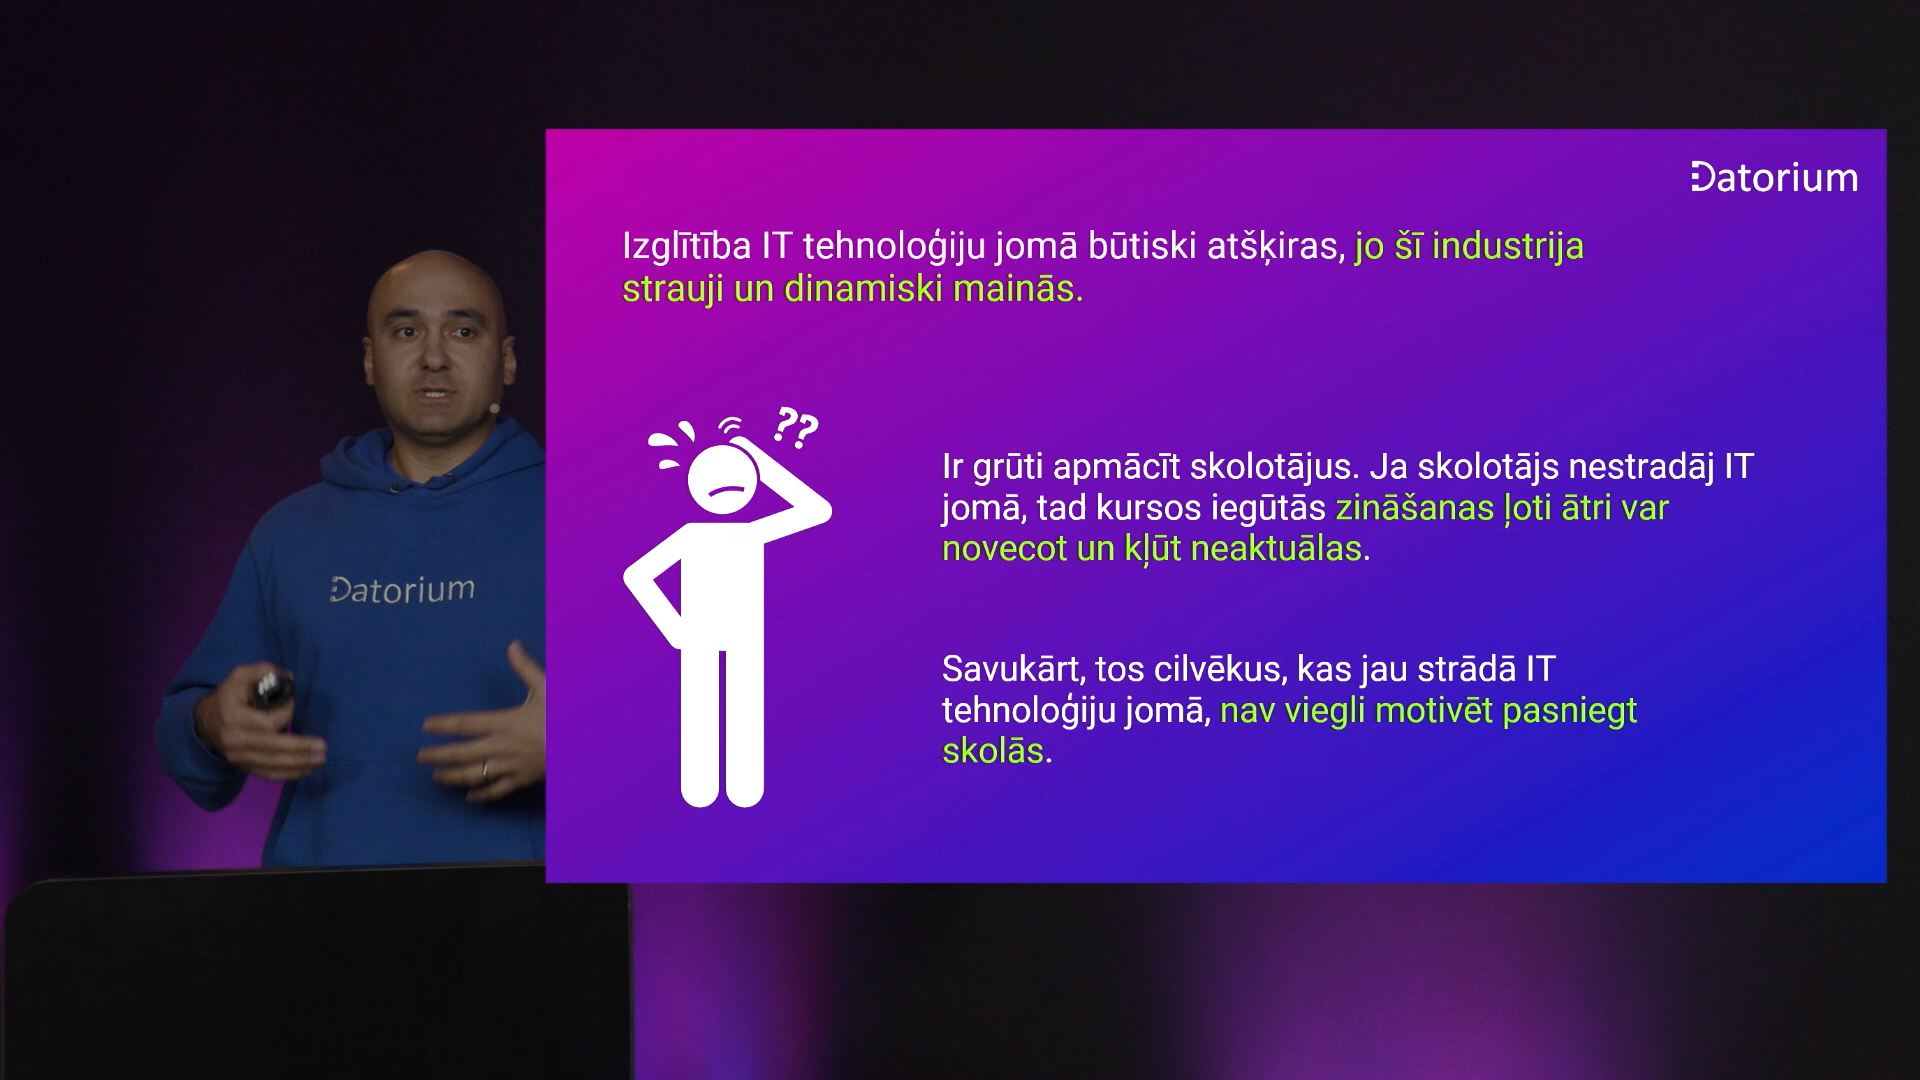 Datorium
Izglītība IT tehnoloģiju jomā būtiski atšķiras, jo šī industrija
strauji un dinamiski mainās.
??
Ir grūti apmācīt skolotājus. Ja skolotājs nestradāj IT
jomā, tad kursos iegūtās zināšanas ļoti ātri var
novecot un kļūt neaktuālas.
Savukārt, tos cilvēkus, kas jau strādā IT
tehnoloģiju jomā, nav viegli motivēt pasniegt
skolās.
Datorium